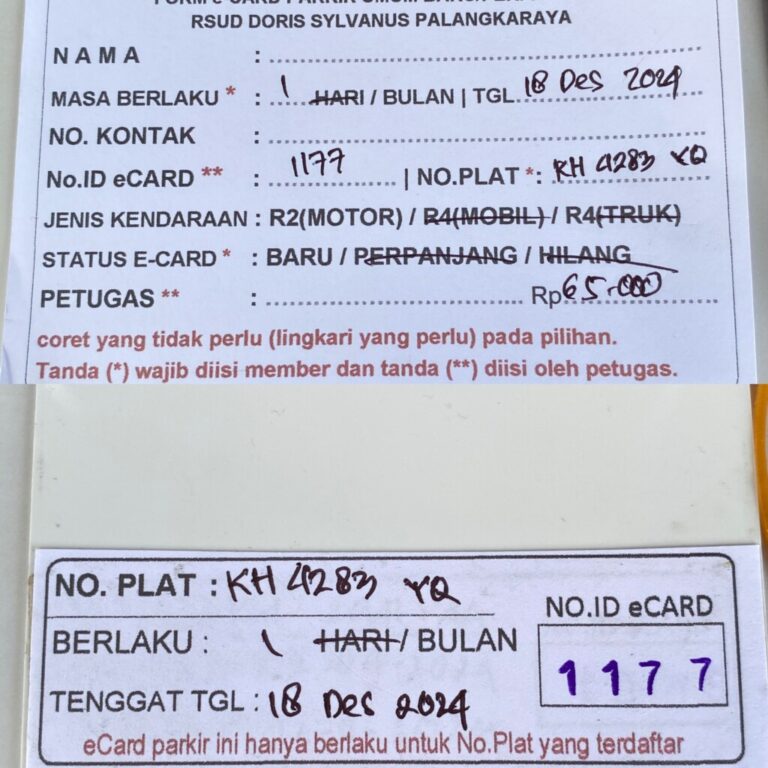 RSUD DORIS SYLVANUS PALANGKARAYA
NAMA :
MASA BERLAKU * : 1 HARI / BULAN | TGL. 18 Des 2024
NO. KONTAK :
No.ID eCARD ** : 1177 | NO.PLAT *: KH 4283 YQ
JENIS KENDARAAN : R2(MOTOR) / R4(MOBIL) / R4(TRUK)
STATUS E-CARD * : BARU / PERPANJANG / HILANG
PETUGAS ** : Rp 65.000
coret yang tidak perlu (lingkari yang perlu) pada pilihan.
Tanda (*) wajib diisi member dan tanda (**) diisi oleh petugas.
NO. PLAT : KH 4283 YQ
BERLAKU : 1 HARI / BULAN
TENGGAT TGL : 18 Des 2024
NO.ID eCARD
1177
eCard parkir ini hanya berlaku untuk No.Plat yang terdaftar